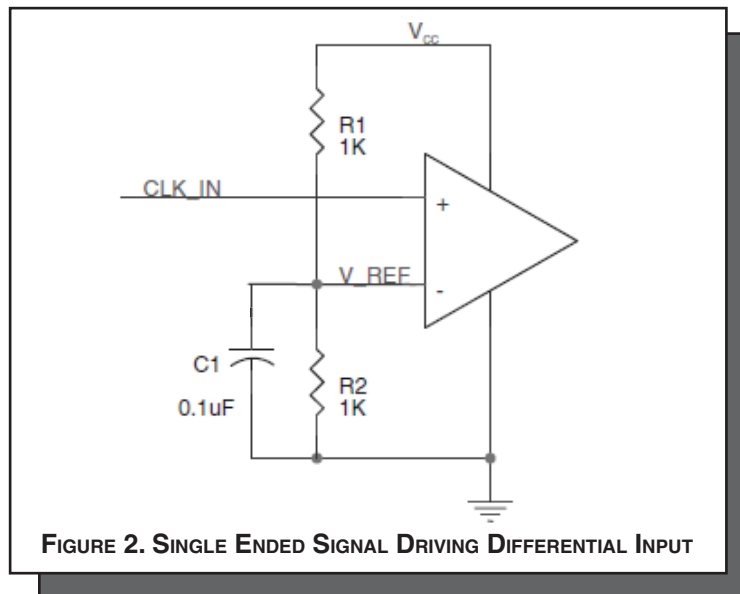 Vcc
R1
1K
CLK_IN
+
V_REF
-
C1
0.1uF
R2
1K
FIGURE 2. SINGLE ENDED SIGNAL DRIVING DIFFERENTIAL INPUT